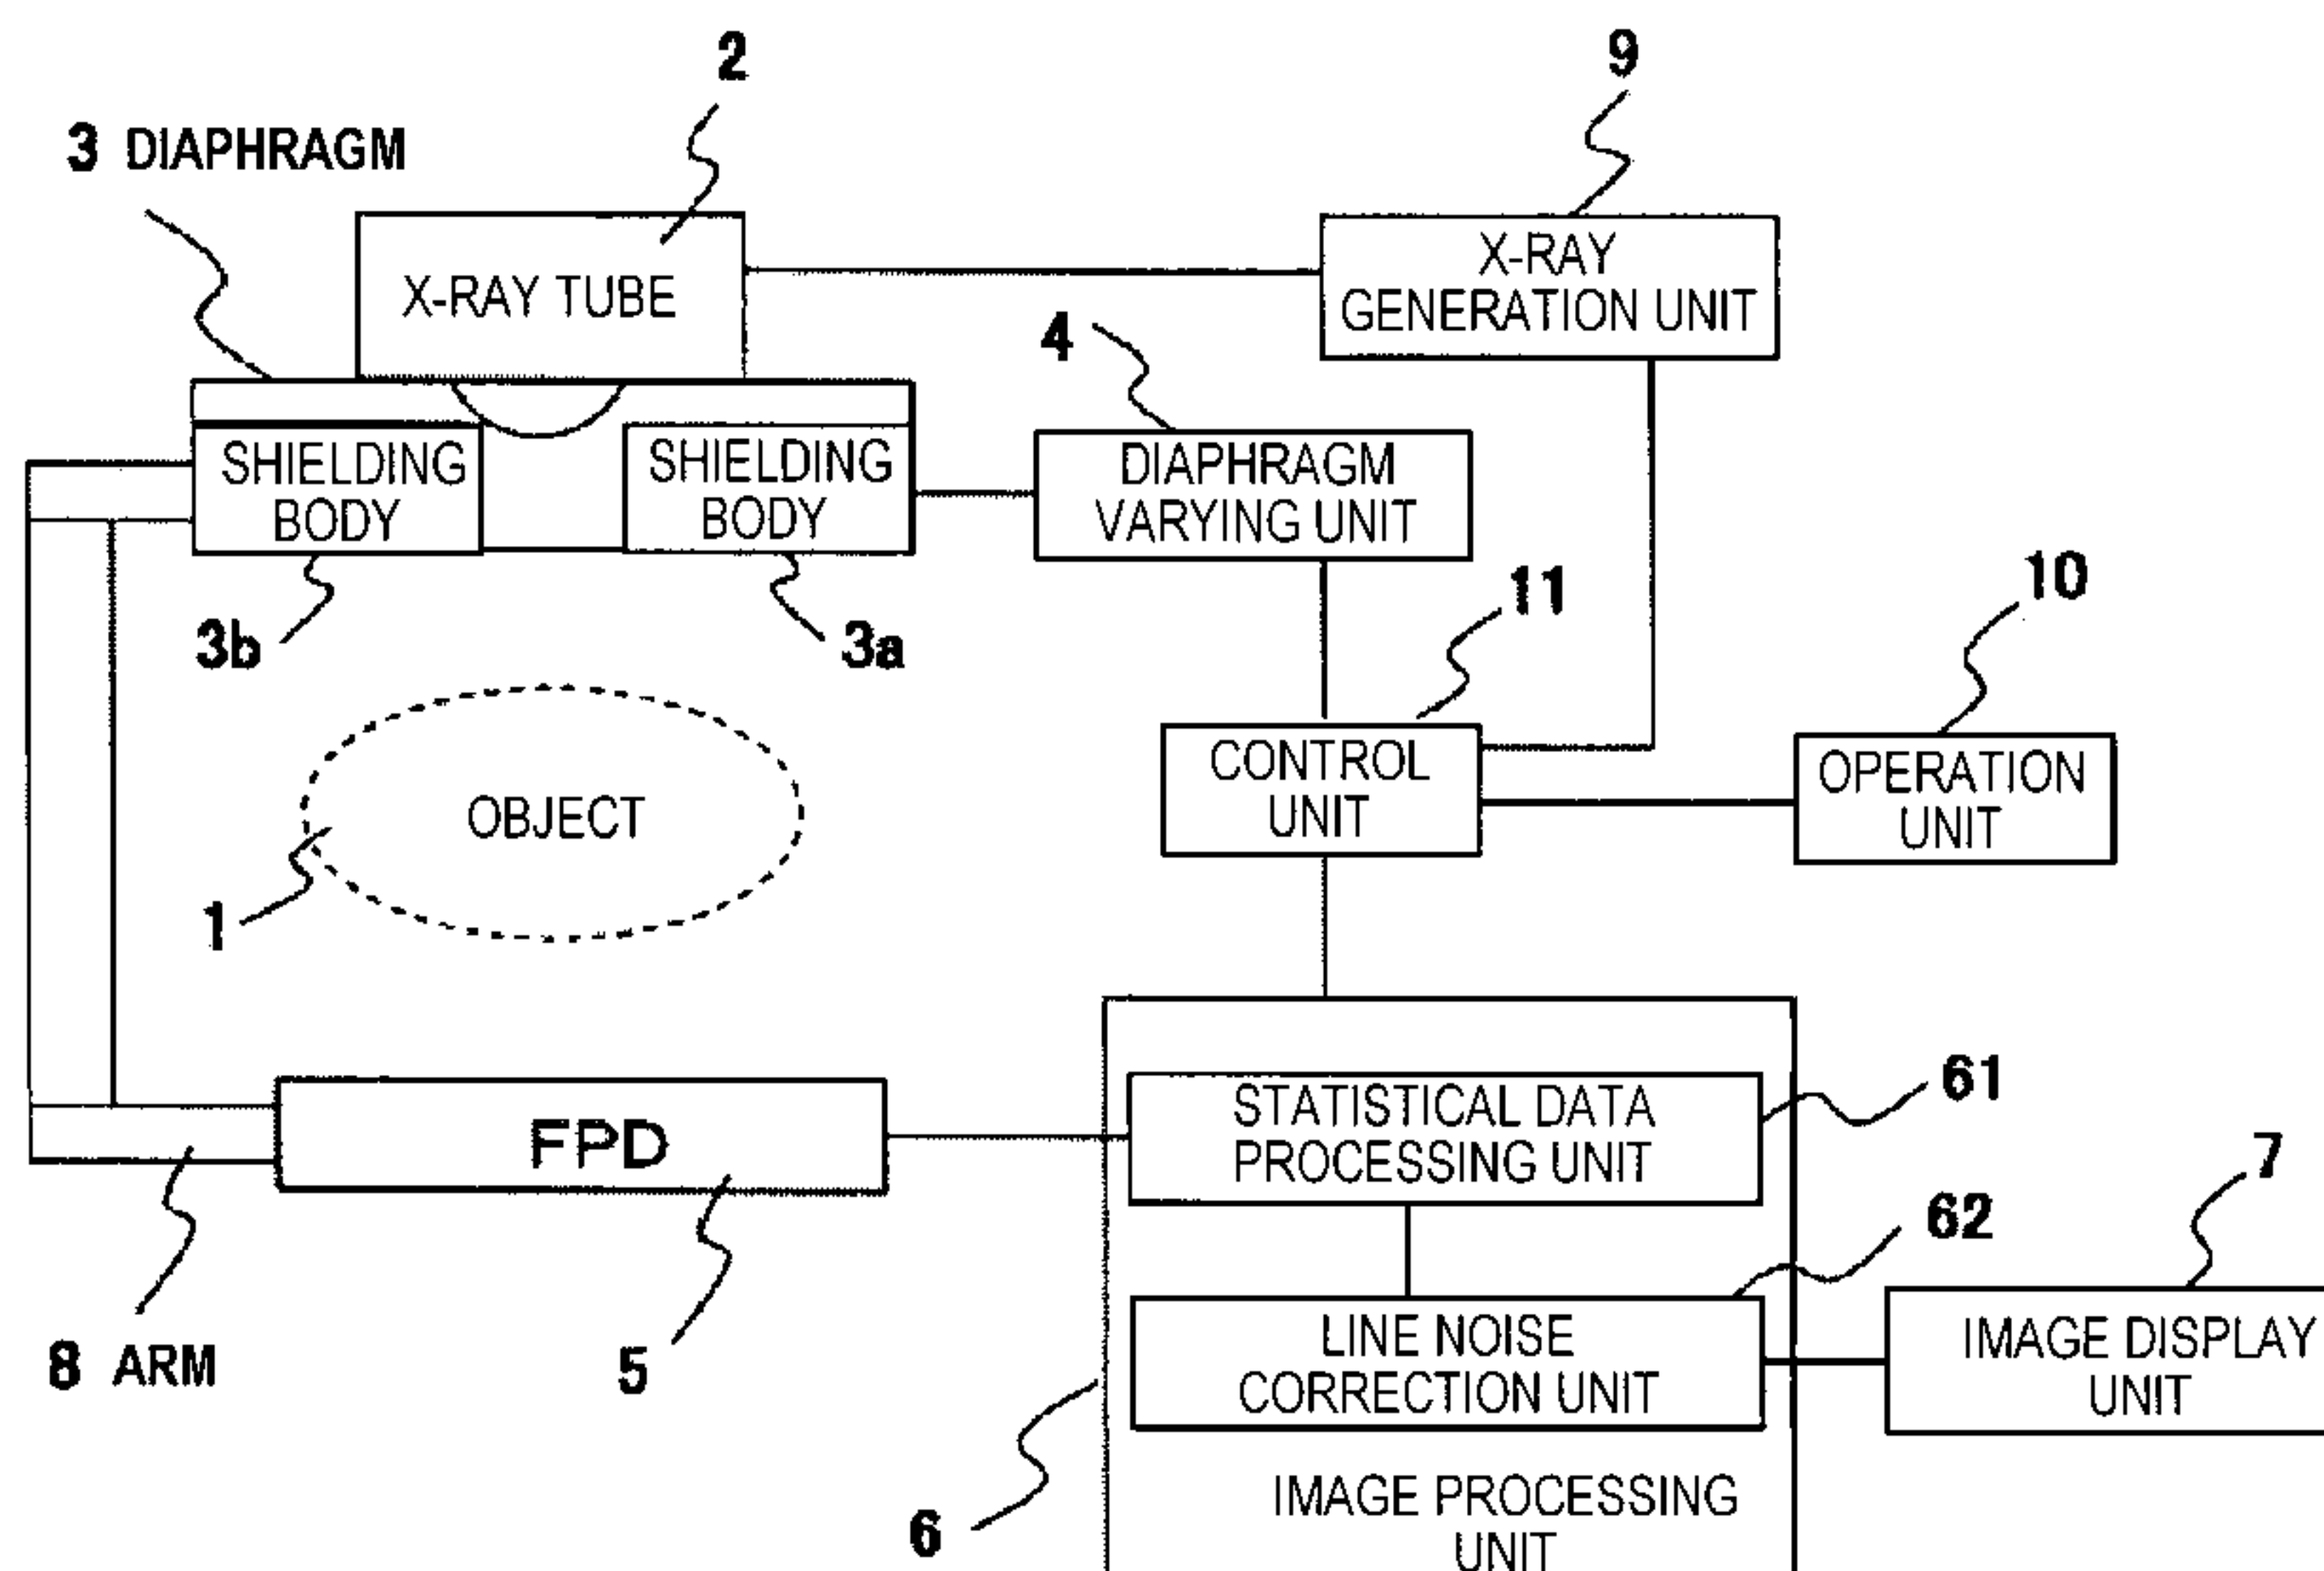 2
9
3 DIAPHRAGM
X-RAY TUBE
X-RAY
GENERATION UNIT
4
SHIELDING
BODY
SHIELDING
BODY
DIAPHRAGM
VARYING UNIT
3b
3a
11
10
CONTROL
UNIT
OPERATION
UNIT
OBJECT
1
FPD
STATISTICAL DATA
PROCESSING UNIT
61
7
62
8 ARM
5
LINE NOISE
CORRECTION UNIT
IMAGE DISPLAY
UNIT
6
IMAGE PROCESSING
UNIT